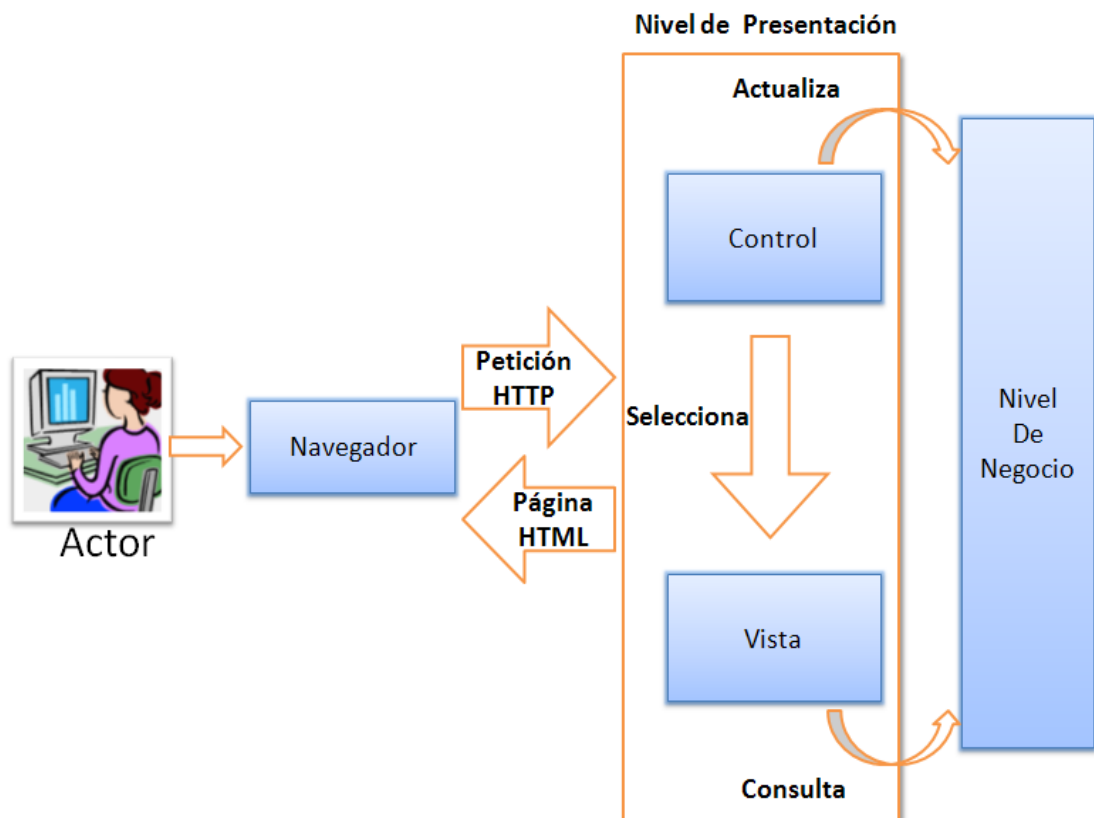 Nivel de Presentación
Actualiza
Control
Petición
HTTP
Selecciona
Navegador
Nivel
De
Negocio
Página
HTML
Actor
Vista
Consulta